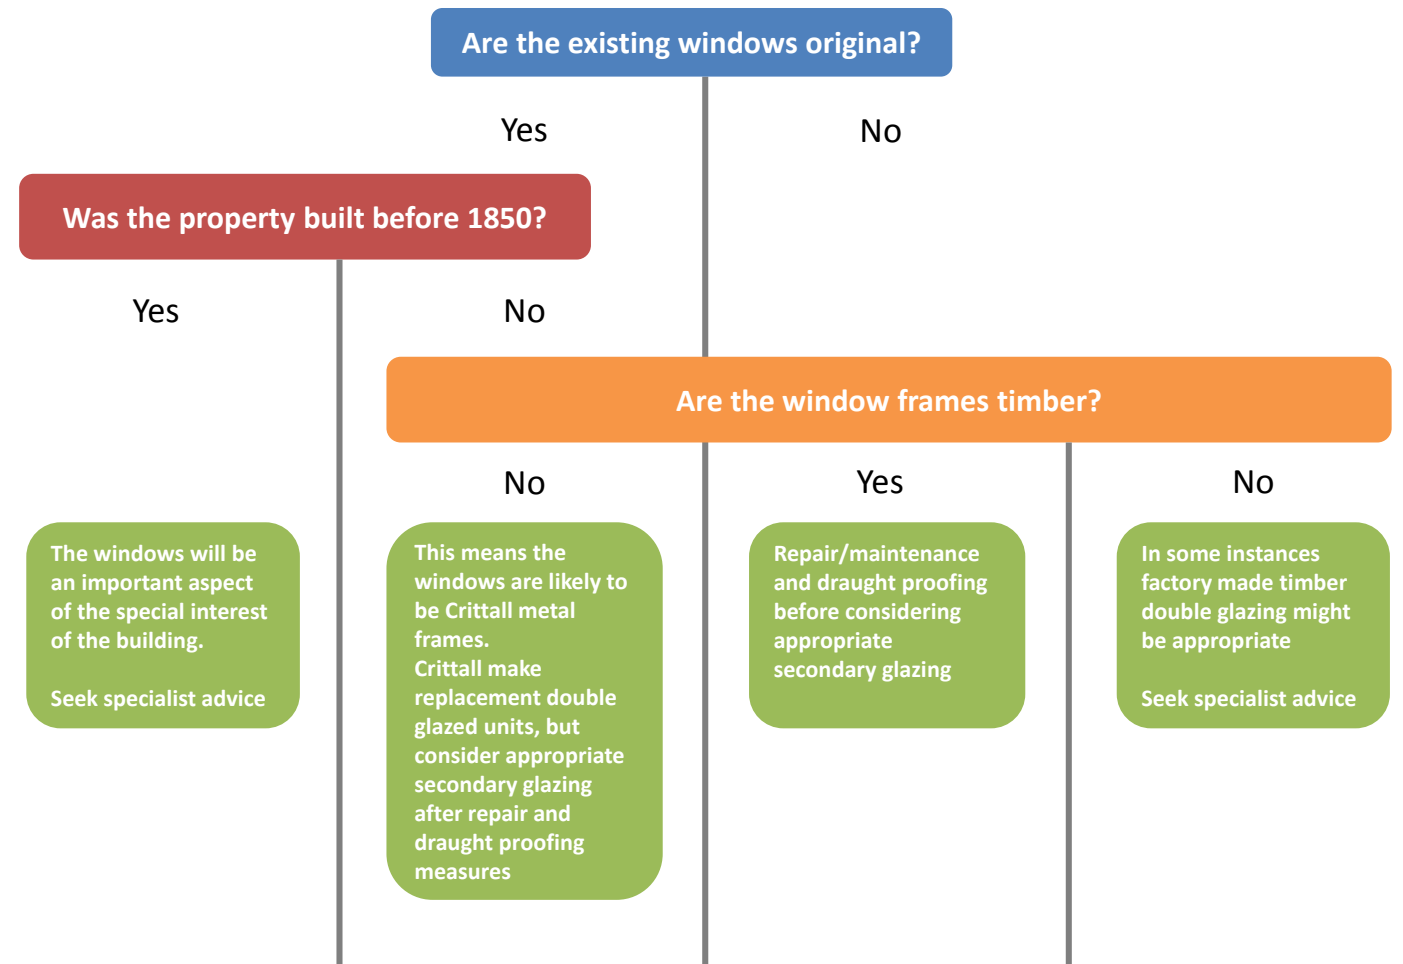 Are the existing windows original?
Yes
No
Was the property built before 1850?
Yes
No
Are the window frames timber?
No
Yes
No
The windows will be
an important aspect
of the special interest
of the building.
Seek specialist advice
This means the
windows are likely to
be Crittall metal
frames.
Crittall make
replacement double
glazed units, but
consider appropriate
secondary glazing
after repair and
draught proofing
measures
Repair/maintenance
and draught proofing
before considering
appropriate
secondary glazing
In some instances
factory made timber
double glazing might
be appropriate
Seek specialist advice